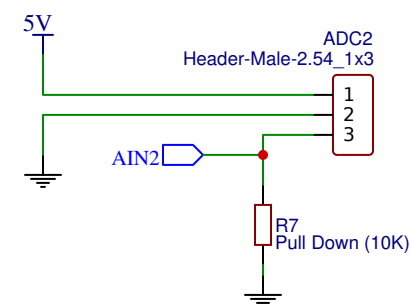 5V
ADC2
Header-Male-2.54_1x3
1
2
3
AIN2
R7
Pull Down (10K)